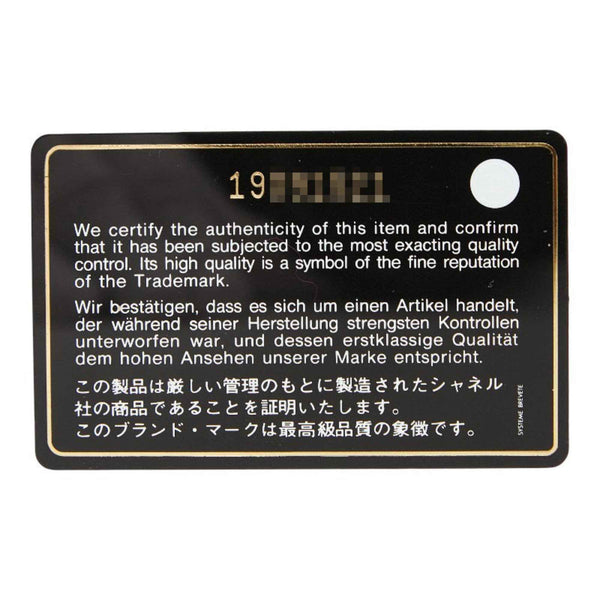 19
We certify the authenticity of this item and confirm
that it has been subjected to the most exacting quality
control. Its high quality is a symbol of the fine reputation
of the Trademark.
Wir bestätigen, dass es sich um einen Artikel handelt,
der während seiner Herstellung strengsten Kontrollen
unterworfen war, und dessen erstklassige Qualität
dem hohen Ansehen unserer Marke entspricht.
この製品は厳しい管理のもとに製造されたシャネル
社の商品であることを証明いたします。
このブランド・マークは最高級品質の象徴です。
SYSTEME BREVETE